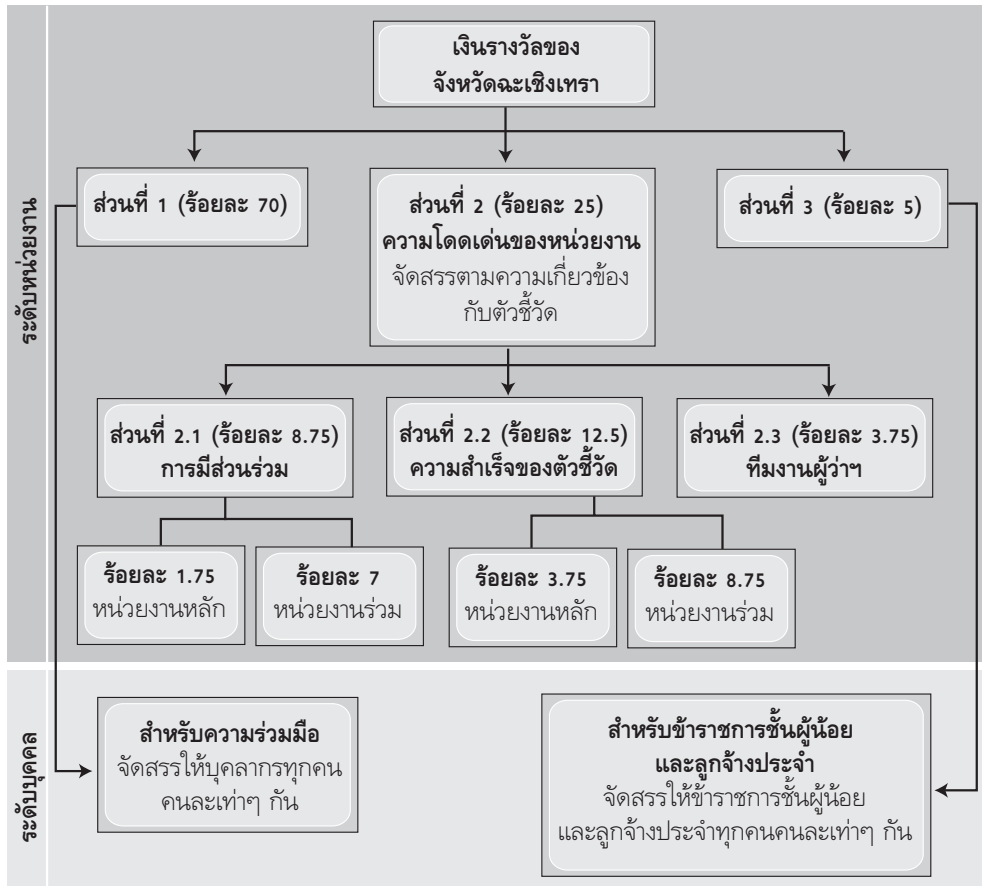 เงินรางวัลของ
จังหวัดฉะเชิงเทรา
ระดับหน่วยงาน
ส่วนที่ 1 (ร้อยละ 70)
ส่วนที่ 2 (ร้อยละ 25)
ความโดดเด่นของหน่วยงาน
จัดสรรตามความเกี่ยวข้อง
กับตัวชี้วัด
ส่วนที่ 3 (ร้อยละ 5)
ส่วนที่ 2.1 (ร้อยละ 8.75)
การมีส่วนร่วม
ส่วนที่ 2.2 (ร้อยละ 12.5)
ความสำเร็จของตัวชี้วัด
ส่วนที่ 2.3 (ร้อยละ 3.75)
ทีมงานผู้ว่าฯ
ร้อยละ 1.75
หน่วยงานหลัก
ร้อยละ 7
หน่วยงานร่วม
ร้อยละ 3.75
หน่วยงานหลัก
ร้อยละ 8.75
หน่วยงานร่วม
ระดับบุคคล
สำหรับความร่วมมือ
จัดสรรให้บุคลากรทุกคน
คนละเท่าๆ กัน
สำหรับข้าราชการชั้นผู้น้อย
และลูกจ้างประจำ
จัดสรรให้ข้าราชการชั้นผู้น้อย
และลูกจ้างประจำทุกคนคนละเท่าๆ กัน